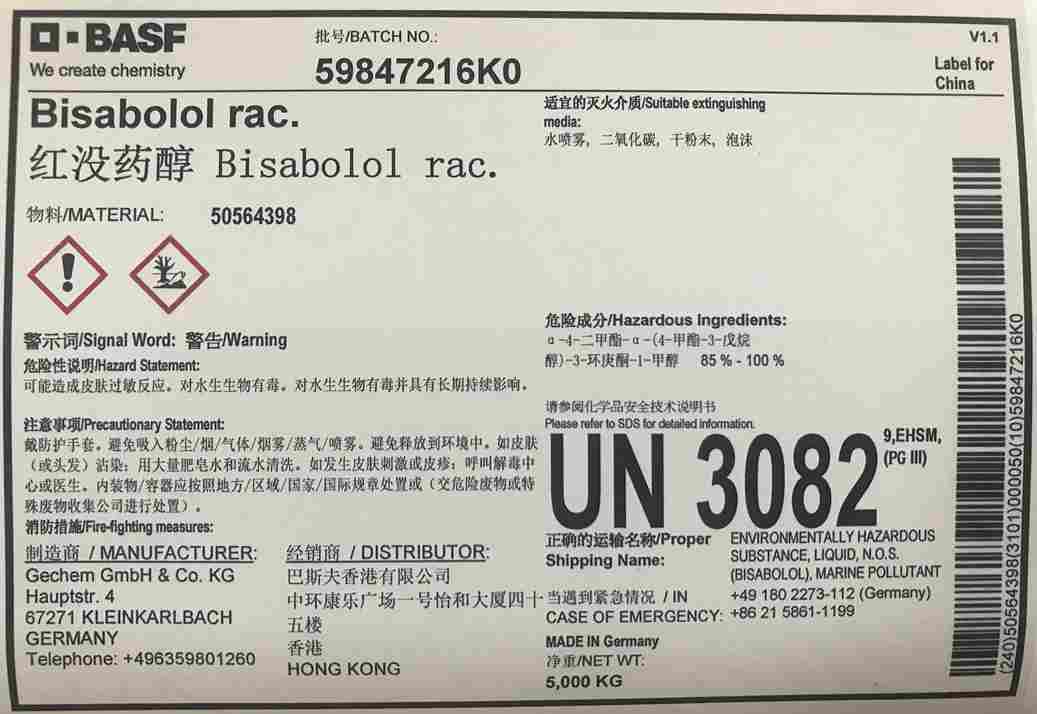 BASF
We create chemistry
批号/BATCH NO.:
59847216K0
V1.1
Label for
China
Bisabolol rac.
红没药醇 Bisabolol rac.
物料/MATERIAL: 50564398
警示词/Signal Word: 警告/Warning
危险性说明/Hazard Statement:
可能造成皮肤过敏反应。对水生生物有毒。对水生生物有毒并具有长期持续影响。
注意事项/Precautionary Statement:
戴防护手套。避免吸入粉尘/烟/气体/烟雾/蒸气/喷雾。避免释放到环境中。如皮肤
（或头发）沾染：用大量肥皂水和流水清洗。如发生皮肤刺激或皮疹：呼叫解毒中
心或医生。内装物/容器应按照地方/区域/国家/国际规章处置或（交危险废物或特
殊废物收集公司进行处置）。
消防措施/Fire-fighting measures:
适宜的灭火介质/Suitable extinguishing
media:
水喷雾, 二氧化碳, 干粉末, 泡沫
危险成分/Hazardous Ingredients:
α-4-二甲酯-α-(4-甲酯-3-戊烷
醇)-3-环庚酮-1-甲醇 85 % - 100 %
请参阅化学品安全技术说明书
Please refer to SDS for detailed information.
UN 3082
9,EHSM,
(PG III)
正确的运输名称/Proper
Shipping Name:
ENVIRONMENTALLY HAZARDOUS
SUBSTANCE, LIQUID, N.O.S.
(BISABOLOL), MARINE POLLUTANT
当遇到紧急情况 / IN
CASE OF EMERGENCY:
+49 180 2273-112 (Germany)
+86 21 5861-1199
MADE IN Germany
净重/NET WT:
5,000 KG
制造商 / MANUFACTURER:
Gechem GmbH & Co. KG
Hauptstr. 4
67271 KLEINKARLBACH
GERMANY
Telephone: +496359801260
经销商 / DISTRIBUTOR:
巴斯夫香港有限公司
中环康乐广场一号怡和大厦四十
五楼
香港
HONG KONG
(240)50564398(3101)000050(10)59847216K0